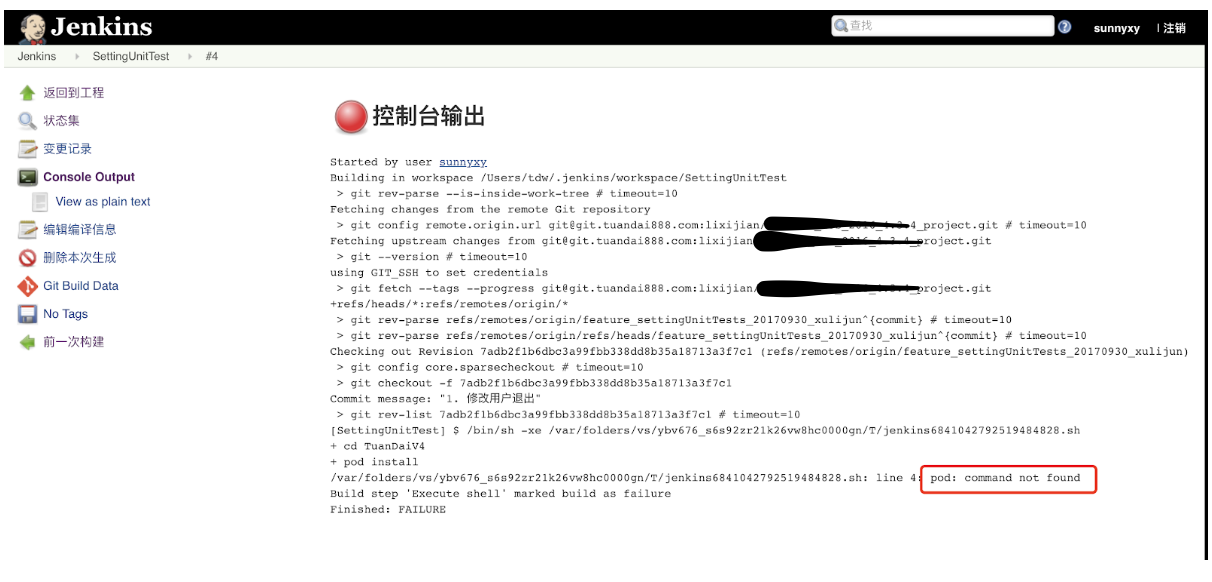 Jenkins
查找
sunnyxy
注销
Jenkins
SettingUnitTest
#4
返回到工程
状态集
变更记录
Console Output
View as plain text
编辑编译信息
删除本次生成
Git Build Data
No Tags
前一次构建
控制台输出
Started by user sunnyxy
Building in workspace /Users/tdw/.jenkins/workspace/SettingUnitTest
> git rev-parse --is-inside-work-tree # timeout=10
Fetching changes from the remote Git repository
> git config remote.origin.url git@git.tuandai888.com:lixijian/ project.git # timeout=10
Fetching upstream changes from git@git.tuandai888.com:lixijian project.git
> git --version # timeout=10
using GIT_SSH to set credentials
> git fetch --tags --progress git@git.tuandai888.com:lixijian/ project.git
+refs/heads/*:refs/remotes/origin/*
> git rev-parse refs/remotes/origin/feature_settingUnitTests_20170930_xulijun^{commit} # timeout=10
> git rev-parse refs/remotes/origin/refs/heads/feature_settingUnitTests_20170930_xulijun^{commit} # timeout=10
Checking out Revision 7adb2f1b6dbc3a99fbb338dd8b35a18713a3f7c1 (refs/remotes/origin/feature_settingUnitTests_20170930_xulijun)
> git config core.sparsecheckout # timeout=10
> git checkout -f 7adb2f1b6dbc3a99fbb338dd8b35a18713a3f7c1
Commit message: "1. 修改用户退出"
> git rev-list 7adb2f1b6dbc3a99fbb338dd8b35a18713a3f7c1 # timeout=10
[SettingUnitTest] $ /bin/sh -xe /var/folders/vs/ybv676_s6s92zr21k26vw8hc0000gn/T/jenkins6841042792519484828.sh
+ cd TuanDaiV4
+ pod install
/var/folders/vs/ybv676_s6s92zr21k26vw8hc0000gn/T/jenkins6841042792519484828.sh: line 4: pod: command not found
Build step 'Execute shell' marked build as failure
Finished: FAILURE